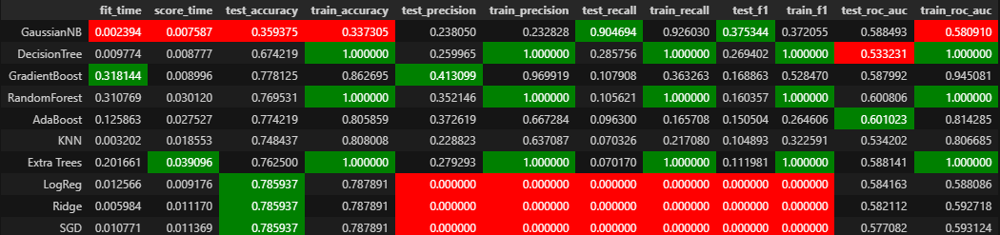 fit_time score_time test_accuracy train_accuracy test_precision train_precision test_recall train_recall test_f1 train_f1 test_roc_auc train_roc_auc
GaussianNB 0.002394 0.007587 0.359375 0.337305 0.238050 0.232828 0.904694 0.926030 0.375344 0.372055 0.588493 0.580910
DecisionTree 0.009774 0.008777 0.674219 1.000000 0.259965 1.000000 0.285756 1.000000 0.269402 1.000000 0.533231 1.000000
GradientBoost 0.318144 0.008996 0.778125 0.862695 0.413099 0.969919 0.107908 0.363263 0.168863 0.528470 0.587992 0.945081
RandomForest 0.310769 0.030120 0.769531 1.000000 0.352146 1.000000 0.105621 1.000000 0.160357 1.000000 0.600806 1.000000
AdaBoost 0.125863 0.027527 0.774219 0.805859 0.372619 0.667284 0.096300 0.165708 0.150504 0.264606 0.601023 0.814285
KNN 0.003202 0.018553 0.748437 0.808008 0.228823 0.637087 0.070326 0.217080 0.104893 0.322591 0.534202 0.806685
Extra Trees 0.201661 0.039096 0.762500 1.000000 0.279293 1.000000 0.070170 1.000000 0.111981 1.000000 0.588141 1.000000
LogReg 0.012566 0.009176 0.785937 0.787891 0.000000 0.000000 0.000000 0.000000 0.000000 0.000000 0.584163 0.588086
Ridge 0.005984 0.011170 0.785937 0.787891 0.000000 0.000000 0.000000 0.000000 0.000000 0.000000 0.582112 0.592718
SGD 0.010771 0.011369 0.785937 0.787891 0.000000 0.000000 0.000000 0.000000 0.000000 0.000000 0.577082 0.593124